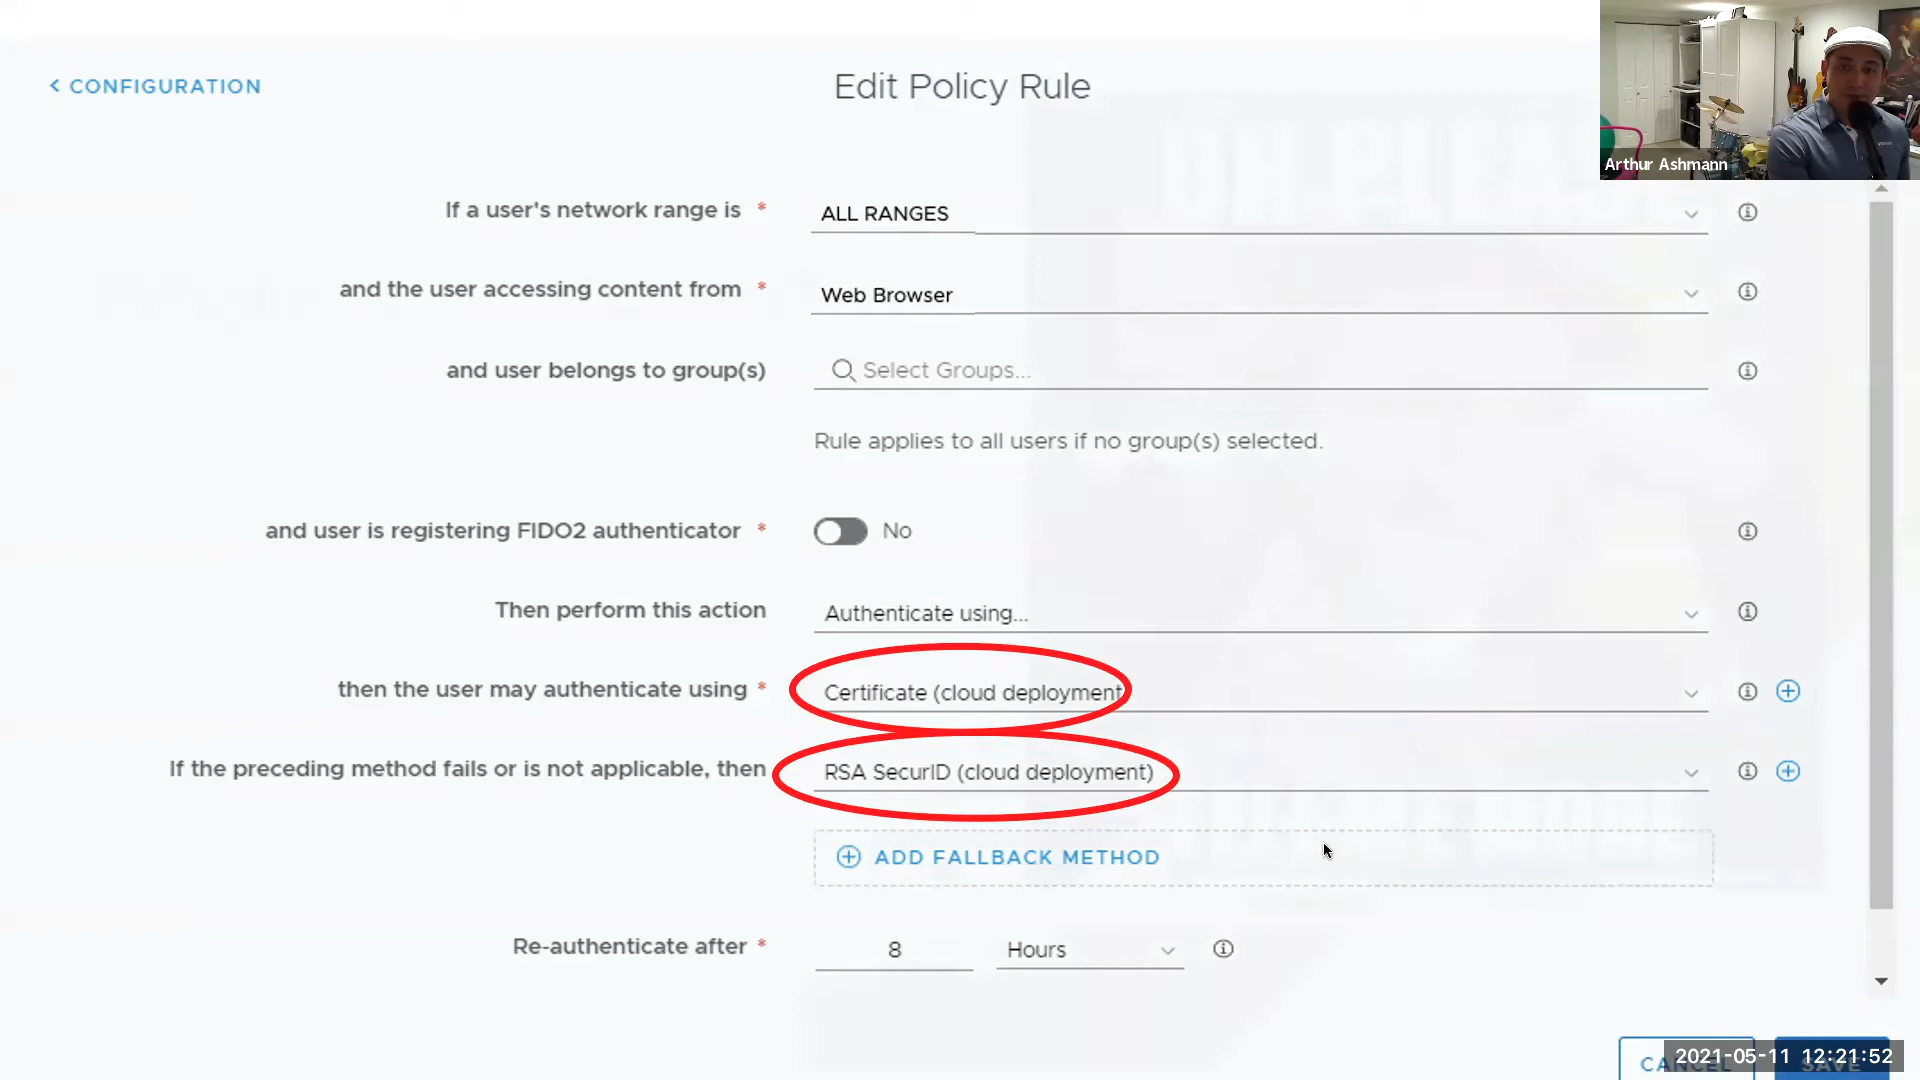 < CONFIGURATION
Edit Policy Rule
Arthur Ashmann
If a user's network range is *
ALL RANGES
and the user accessing content from *
Web Browser
and user belongs to group(s)
Select Groups...
Rule applies to all users if no group(s) selected.
and user is registering FIDO2 authenticator *
No
Then perform this action
Authenticate using...
then the user may authenticate using *
Certificate (cloud deployment
If the preceding method fails or is not applicable, then
RSA SecurID (cloud deployment)
ADD FALLBACK METHOD
Re-authenticate after *
8
Hours
CANCEL
SAVE
2021-05-11 12:21:52